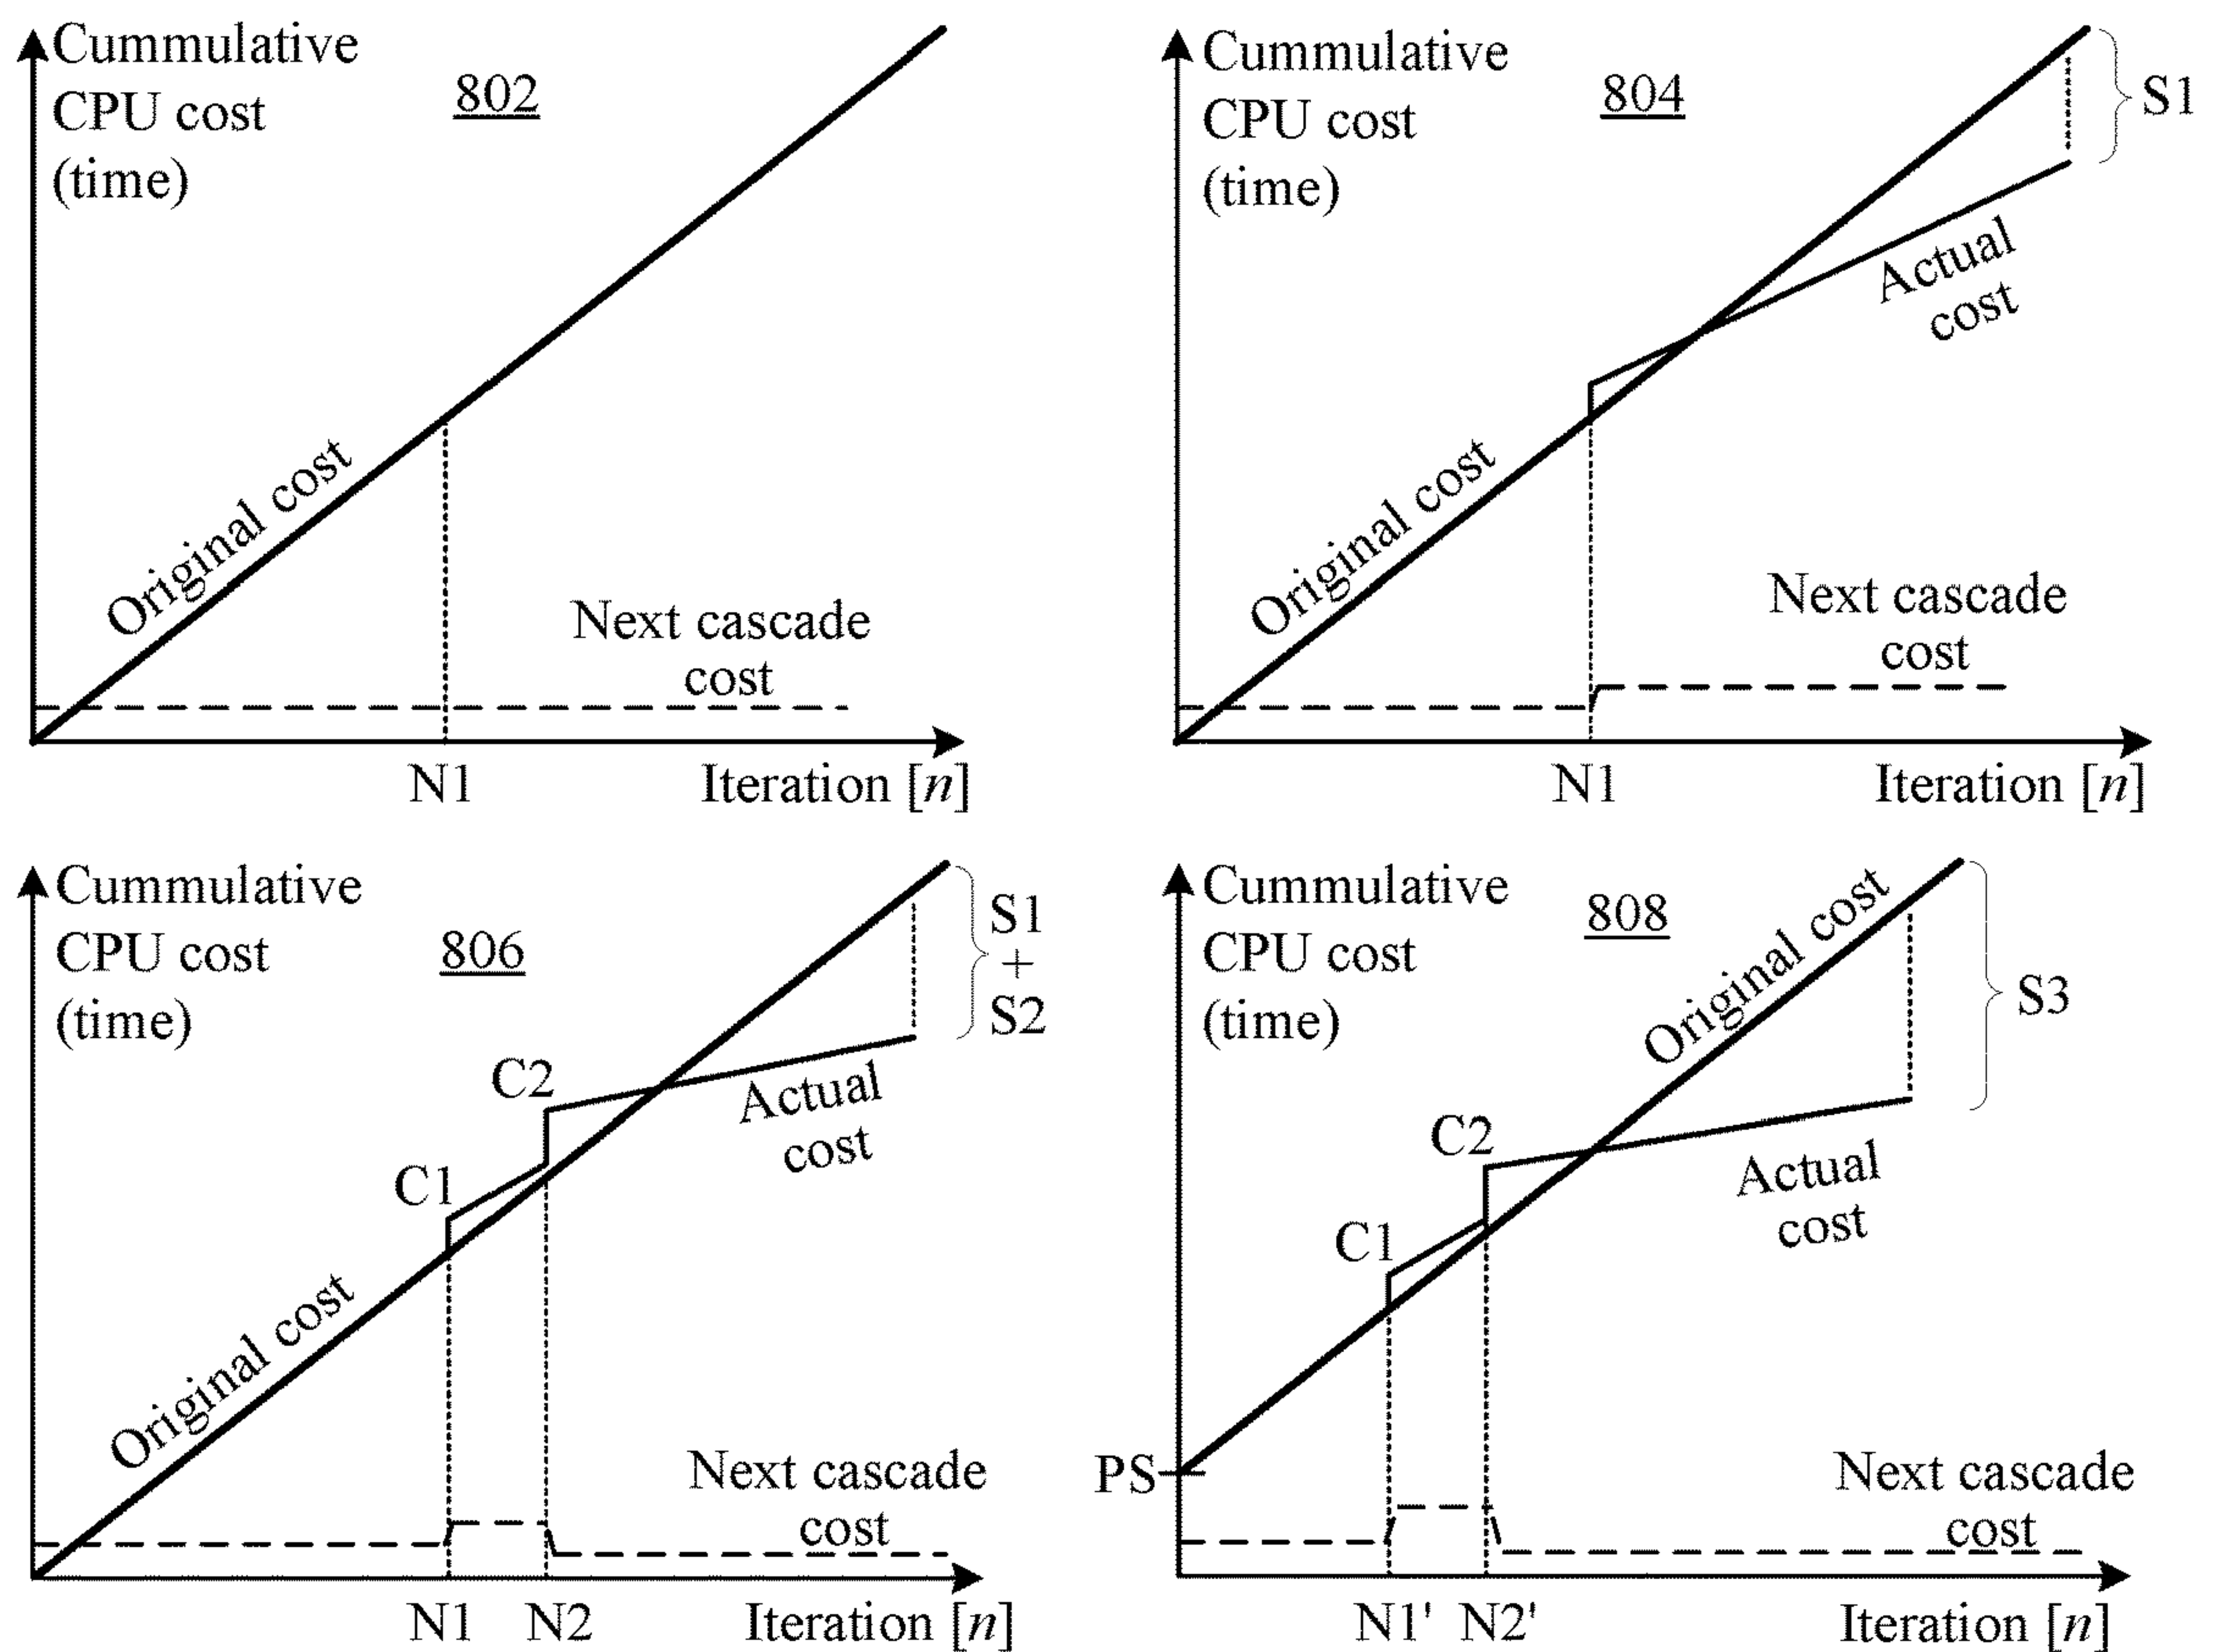 Cummulative
CPU cost
(time)
802
Original cost
Next cascade
cost
N1
Iteration [n]
Cummulative
CPU cost
(time)
804
S1
Actual
cost
Original cost
Next cascade
cost
N1
Iteration [n]
Cummulative
CPU cost
(time)
806
S1
+
S2
C2
Actual
cost
C1
Original cost
Next cascade
cost
N1
N2
Iteration [n]
Cummulative
CPU cost
(time)
808
Original cost
S3
C2
Actual
cost
C1
PS
Next cascade
cost
N1'
N2'
Iteration [n]